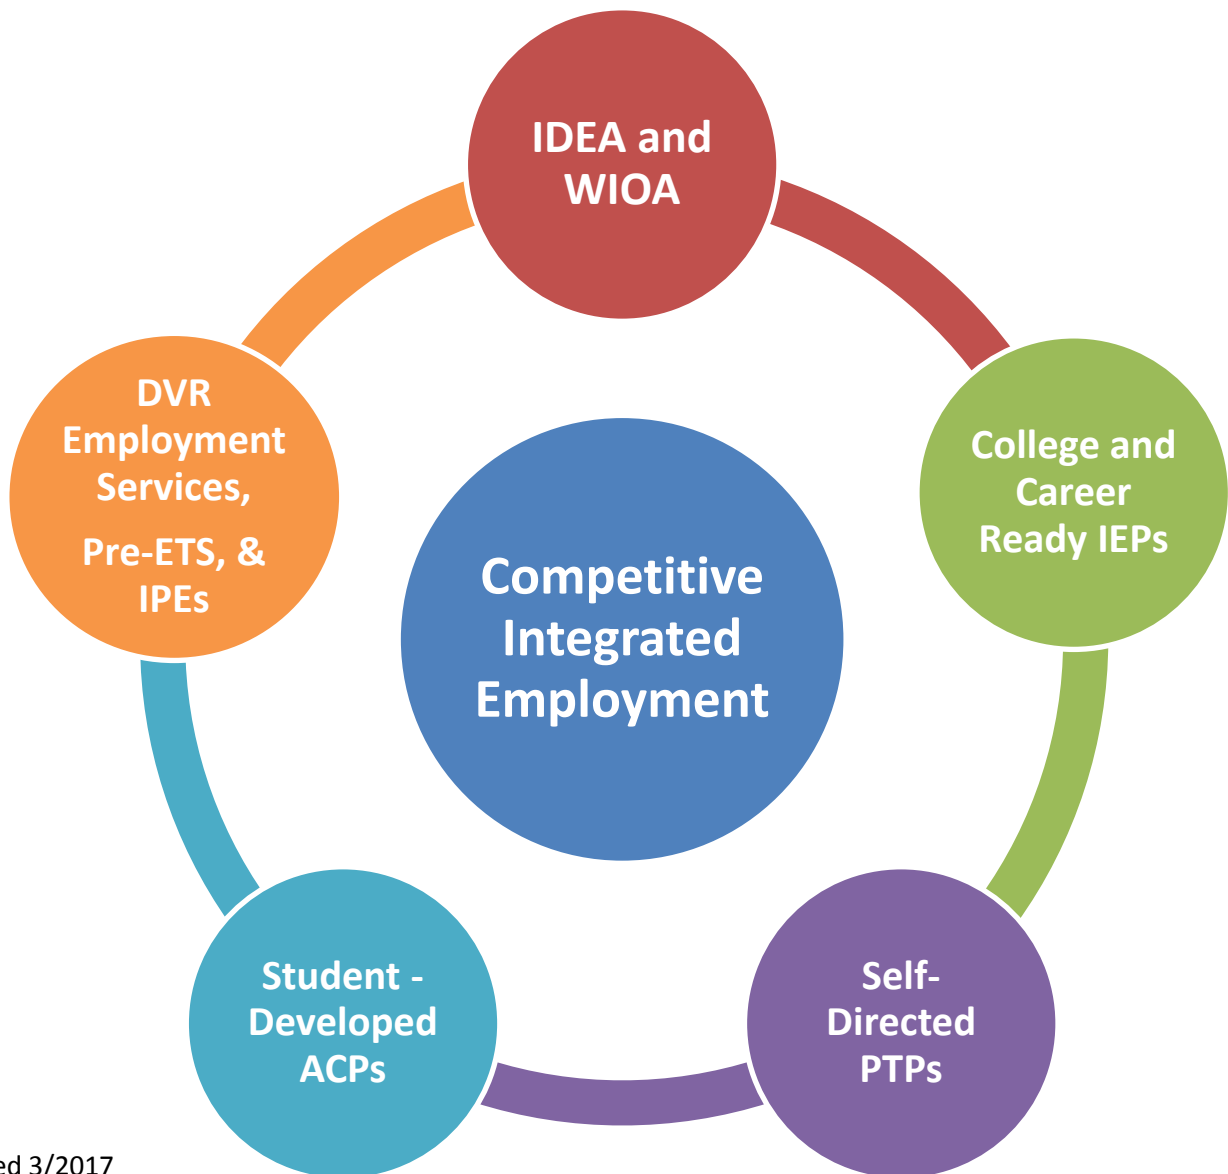 IDEA and
WIOA
College and
Career
Ready IEPs
Self-
Directed
PTPs
Student -
Developed
ACPs
DVR
Employment
Services,
Pre-ETS, &
IPEs
Competitive
Integrated
Employment
3/2017